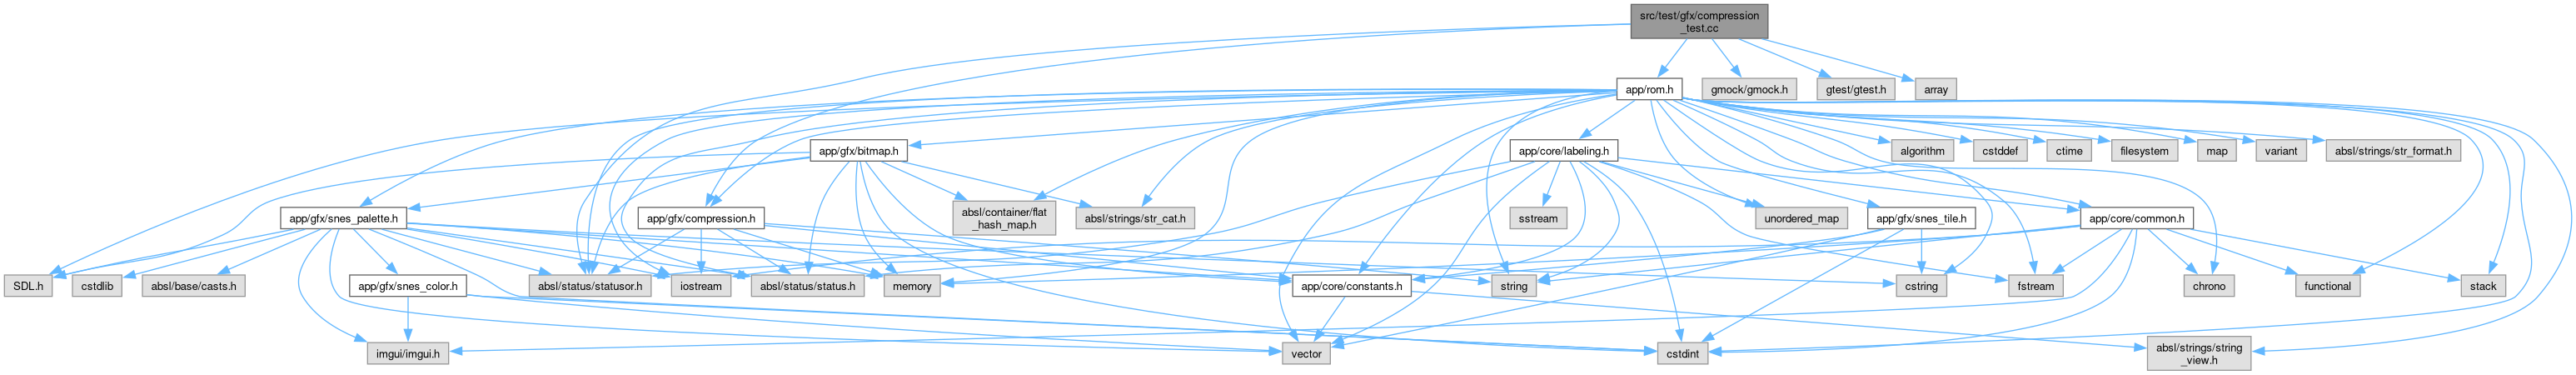 src/test/gfx/compression
_test.cc
app/rom.h
gmock/gmock.h
gtest/gtest.h
array
app/gfx/bitmap.h
app/core/labeling.h
algorithm
cstddef
ctime
filesystem
map
variant
absl/strings/str_format.h
app/gfx/snes_palette.h
app/gfx/compression.h
absl/container/flat
_hash_map.h
absl/strings/str_cat.h
sstream
unordered_map
app/gfx/snes_tile.h
app/core/common.h
SDL.h
cstdlib
absl/base/casts.h
app/gfx/snes_color.h
absl/status/statusor.h
iostream
absl/status/status.h
memory
app/core/constants.h
string
cstring
fstream
chrono
functional
stack
imgui/imgui.h
vector
cstdint
absl/strings/string
_view.h